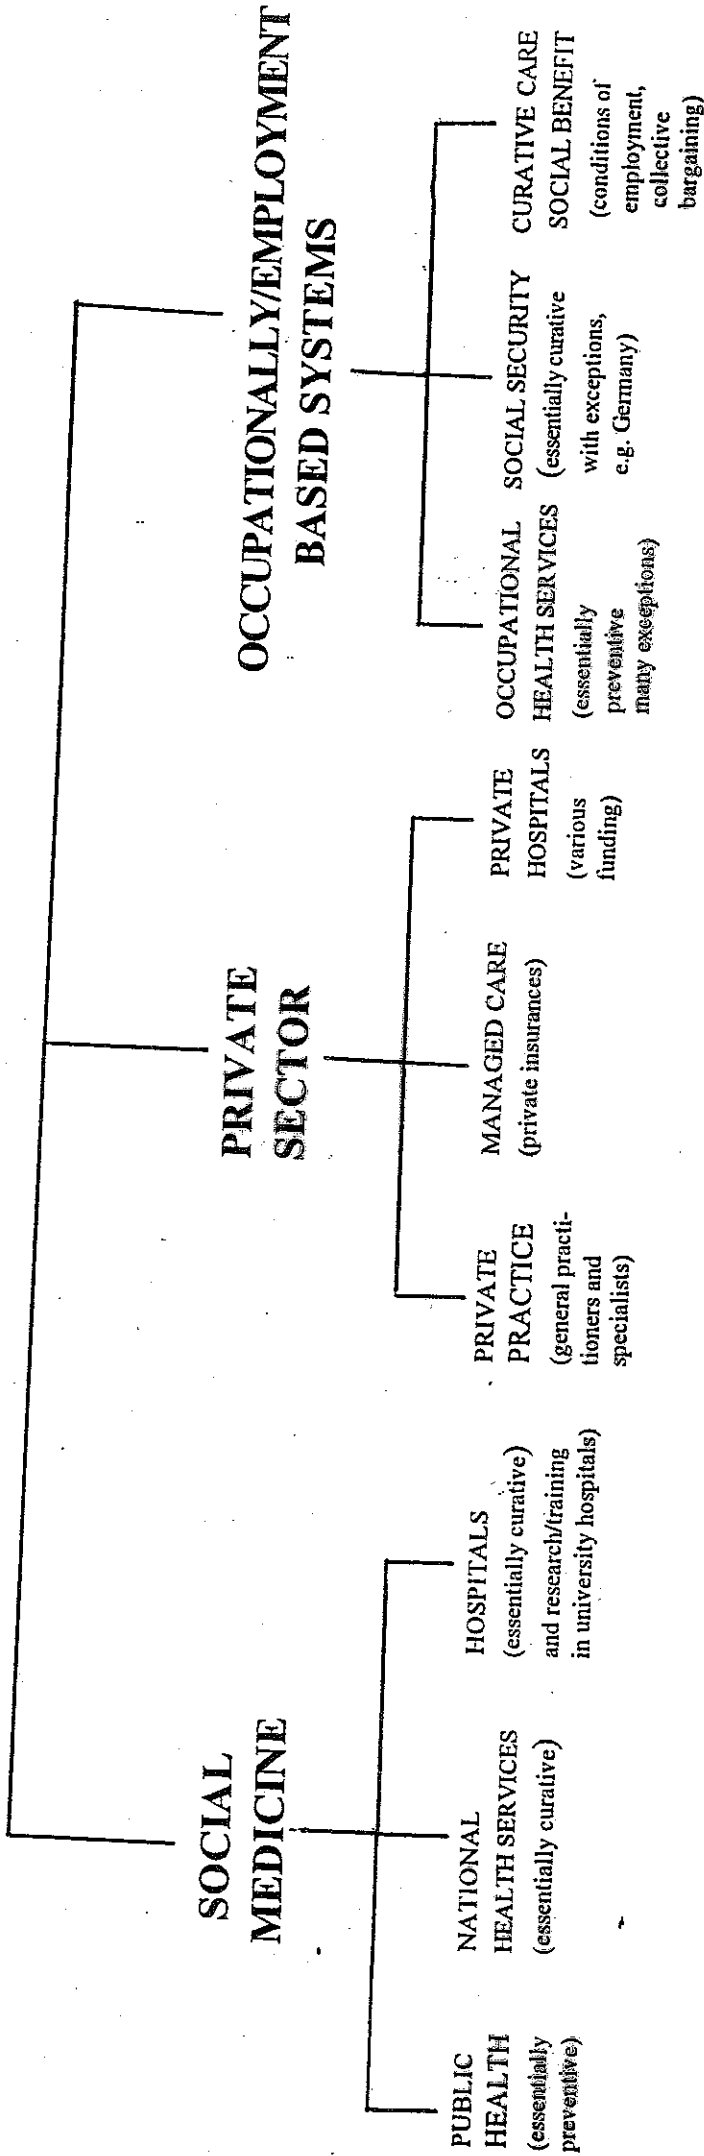 SOCIAL
MEDICINE
PUBLIC
HEALTH
(essentially
preventive)
NATIONAL
HEALTH SERVICES
(essentially curative)
HOSPITALS
(essentially curative)
and research/training
in university hospitals)
PRIVATE
SECTOR
PRIVATE
PRACTICE
(general practi-
tioners and
specialists)
MANAGED CARE
(private insurances)
PRIVATE
HOSPITALS
(various
funding)
OCCUPATIONALLY/EMPLOYMENT
BASED SYSTEMS
OCCUPATIONAL
HEALTH SERVICES
(essentially
preventive
many exceptions)
SOCIAL SECURITY
(essentially curative
with exceptions,
e.g. Germany)
CURATIVE CARE
SOCIAL BENEFIT
(conditions of
employment,
collective
bargaining)